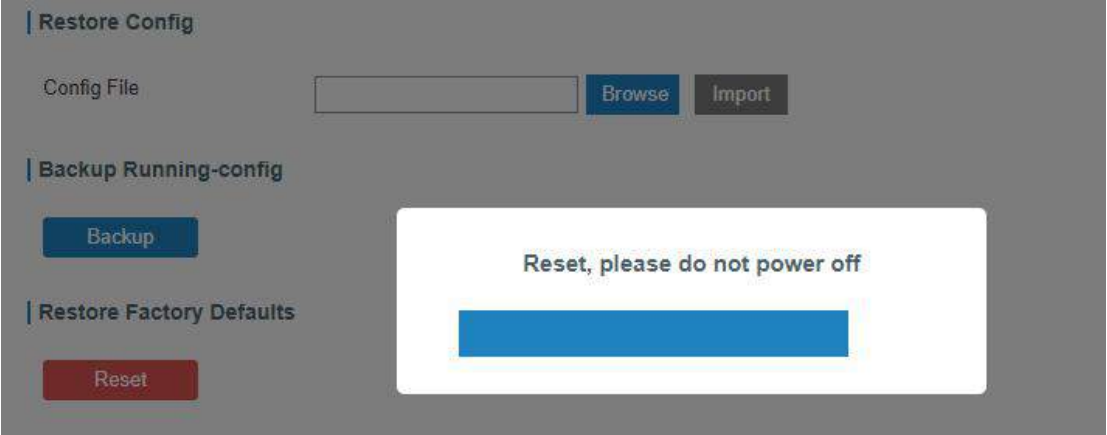 Restore Config
Config File
Browse Import
Backup Running-config
Backup
Reset, please do not power off
Restore Factory Defaults
Reset